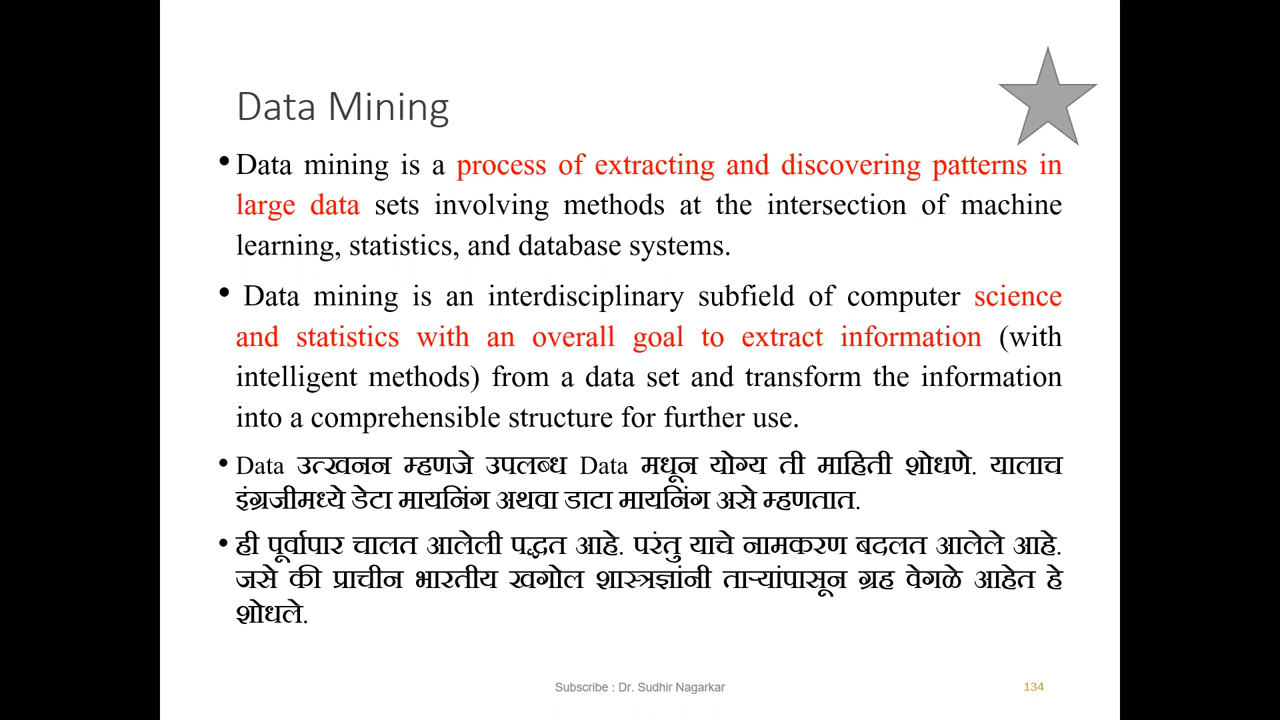 Data Mining
• Data mining is a process of extracting and discovering patterns in
large data sets involving methods at the intersection of machine
learning, statistics, and database systems.
• Data mining is an interdisciplinary subfield of computer science
and statistics with an overall goal to extract information (with
intelligent methods) from a data set and transform the information
into a comprehensible structure for further use.
• Data उत्खनन म्हणजे उपलब्ध Data मधून योग्य ती माहिती शोधणे. यालाच
इंग्रजीमध्ये डेटा मायनिंग अथवा डाटा मायनिंग असे म्हणतात.
• ही पूर्वापार चालत आलेली पद्धत आहे. परंतु याचे नामकरण बदलत आलेले आहे.
जसे की प्राचीन भारतीय खगोल शास्त्रज्ञांनी ताऱ्यांपासून ग्रह वेगळे आहेत हे
शोधले.
Subscribe : Dr. Sudhir Nagarkar
134